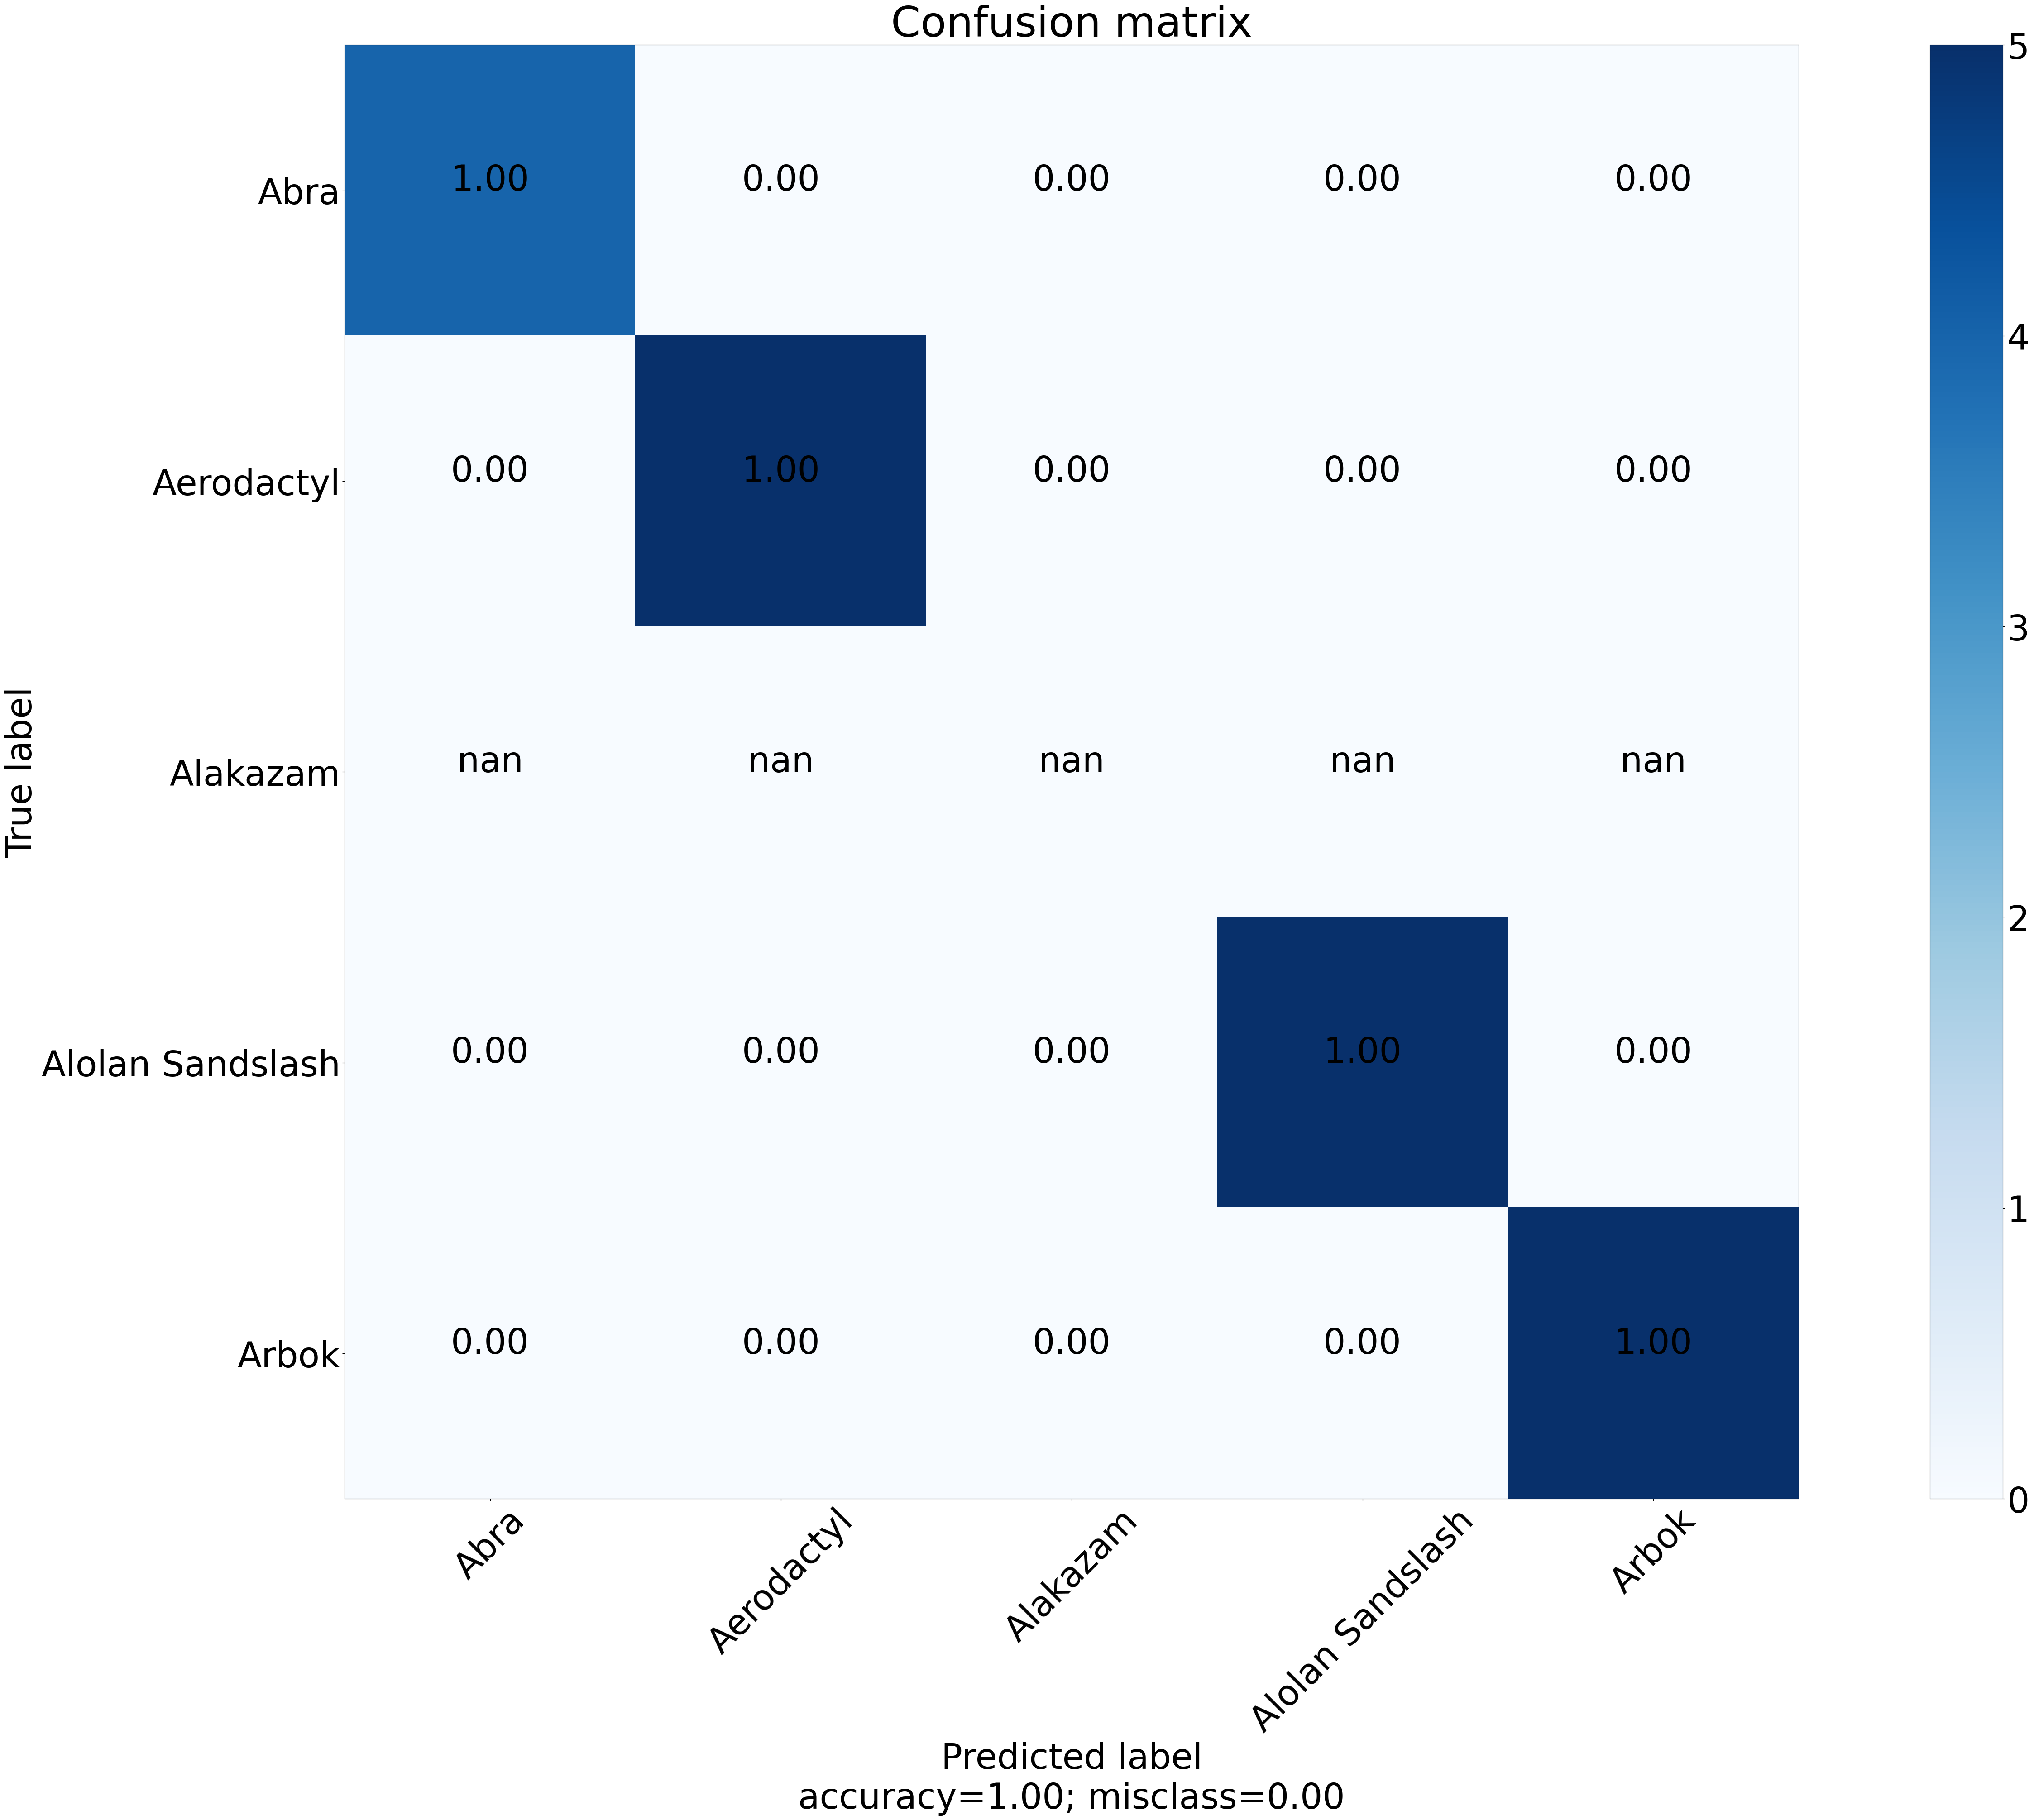 Confusion matrix
True label
Abra 1.00 0.00 0.00 0.00 0.00
Aerodactyl 0.00 1.00 0.00 0.00 0.00
Alakazam nan nan nan nan nan
Alolan Sandslash 0.00 0.00 0.00 1.00 0.00
Arbok 0.00 0.00 0.00 0.00 1.00
Abra Aerodactyl Alakazam Alolan Sandslash Arbok
Predicted label
accuracy=1.00; misclass=0.00
5
4
3
2
1
0